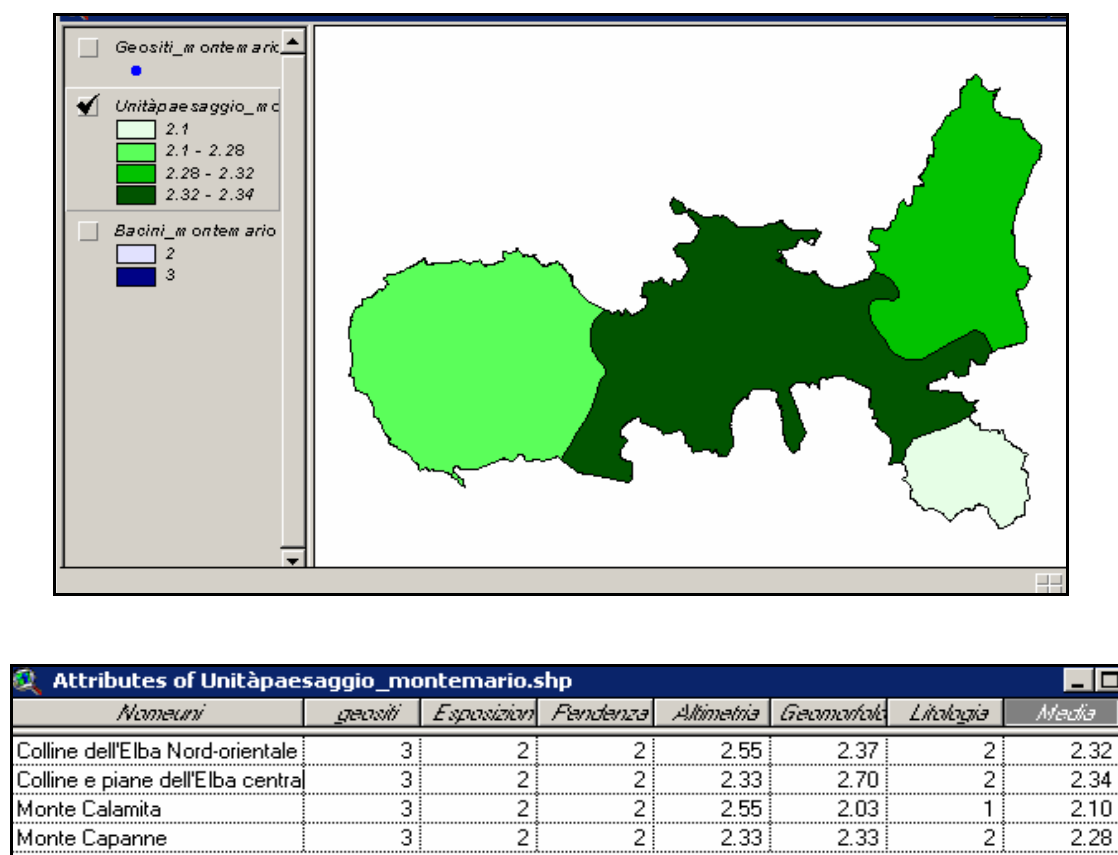 Geositi_montemaric
Unitàpaesaggio_mc
2.1
2.1 - 2.28
2.28 - 2.32
2.32 - 2.34
Bacini_montemario
2
3
Attributes of Unitàpaesaggio_montemario.shp
Nomeuni geositi Esposizion Pendenza Altimetria Geomorfolo Litologia Media
Colline dell'Elba Nord-orientale 3 2 2 2.55 2.37 2 2.32
Colline e piane dell'Elba central 3 2 2 2.33 2.70 2 2.34
Monte Calamita 3 2 2 2.55 2.03 1 2.10
Monte Capanne 3 2 2 2.33 2.33 2 2.28